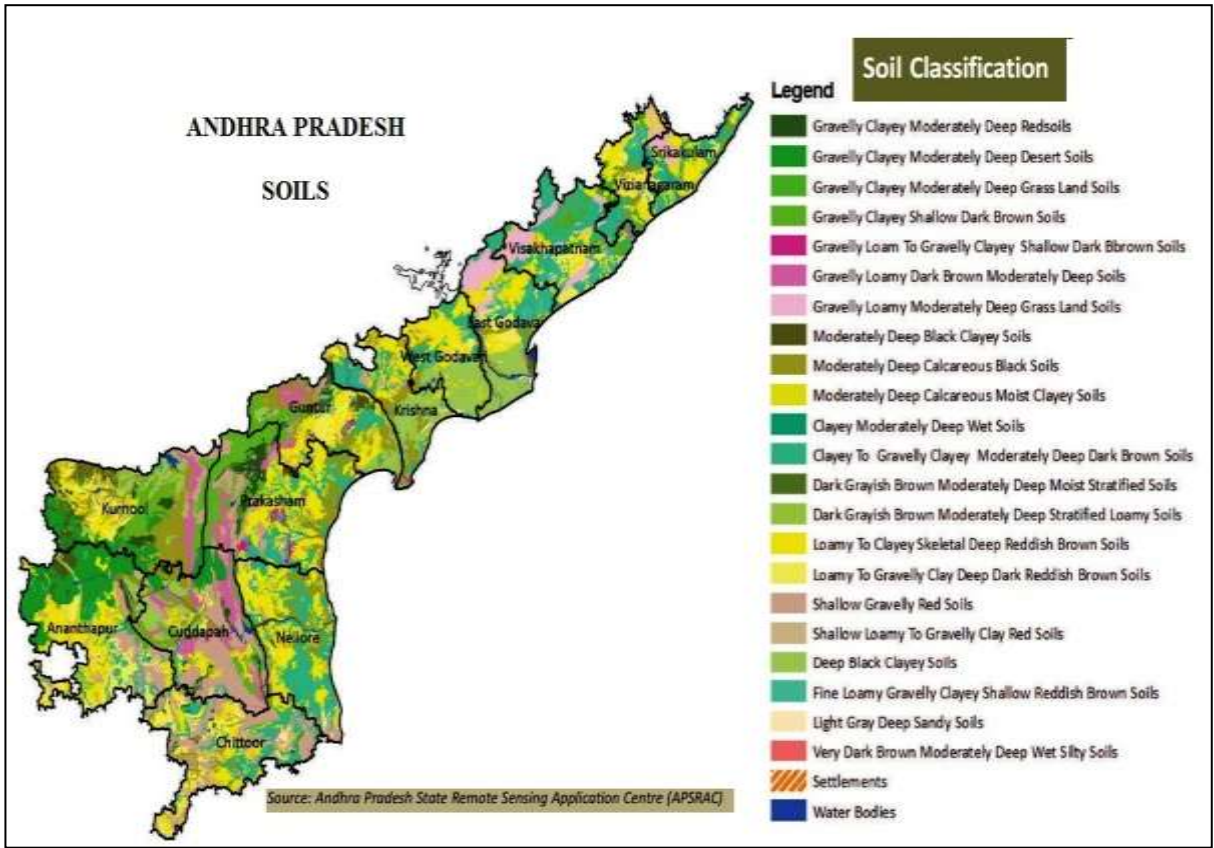 ANDHRA PRADESH
SOILS
Soil Classification
Legend
Gravelly Clayey Moderately Deep Redsoils
Gravelly Clayey Moderately Deep Desert Soils
Gravelly Clayey Moderately Deep Grass Land Soils
Gravelly Clayey Shallow Dark Brown Soils
Gravelly Loam To Gravelly Clayey Shallow Dark Bbrown Soils
Gravelly Loamy Dark Brown Moderately Deep Soils
Gravelly Loamy Moderately Deep Grass Land Soils
Moderately Deep Black Clayey Soils
Moderately Deep Calcareous Black Soils
Moderately Deep Calcareous Moist Clayey Soils
Clayey Moderately Deep Wet Soils
Clayey To Gravelly Clayey Moderately Deep Dark Brown Soils
Dark Grayish Brown Moderately Deep Moist Stratified Soils
Dark Grayish Brown Moderately Deep Stratified Loamy Soils
Loamy To Clayey Skeletal Deep Reddish Brown Soils
Loamy To Gravelly Clay Deep Dark Reddish Brown Soils
Shallow Gravelly Red Soils
Shallow Loamy To Gravelly Clay Red Soils
Deep Black Clayey Soils
Fine Loamy Gravelly Clayey Shallow Reddish Brown Soils
Light Gray Deep Sandy Soils
Very Dark Brown Moderately Deep Wet Silty Soils
Settlements
Water Bodies
Srikakulam
Vizianagaram
Visakhapatnam
East Godavari
West Godavari
Krishna
Guntur
Prakasham
Kurnool
Ananthapur
Cuddapah
Nellore
Chittoor
Source: Andhra Pradesh State Remote Sensing Application Centre (APSRAC)